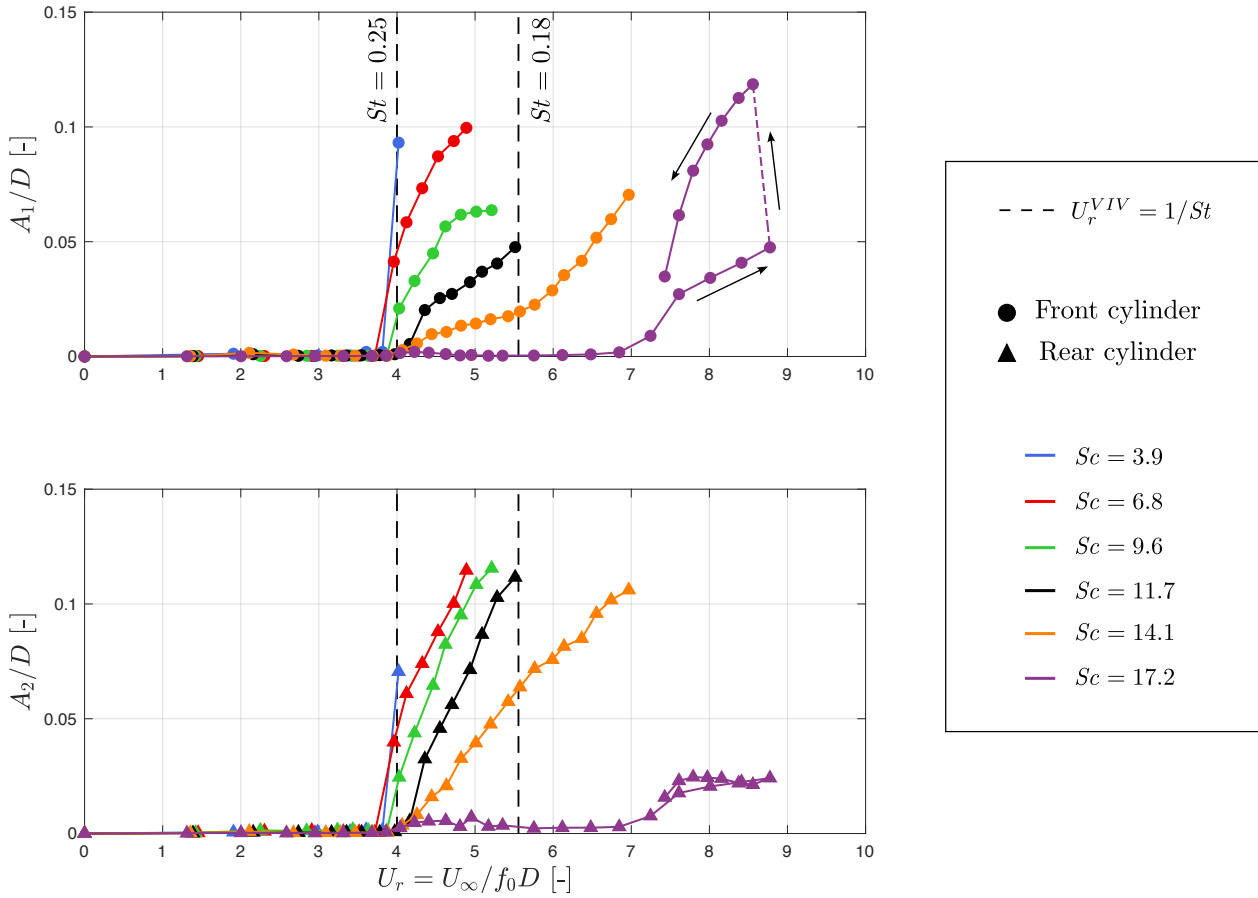 0.15
0.1
0.05
0
A₁/D [-]
St = 0.25
St = 0.18
0 1 2 3 4 5 6 7 8 9 10
0.15
0.1
0.05
0
A₂/D [-]
0 1 2 3 4 5 6 7 8 9 10
U_r = U_∞/f₀D [-]
U_r^{VIV} = 1/St
Front cylinder
Rear cylinder
Sc = 3.9
Sc = 6.8
Sc = 9.6
Sc = 11.7
Sc = 14.1
Sc = 17.2